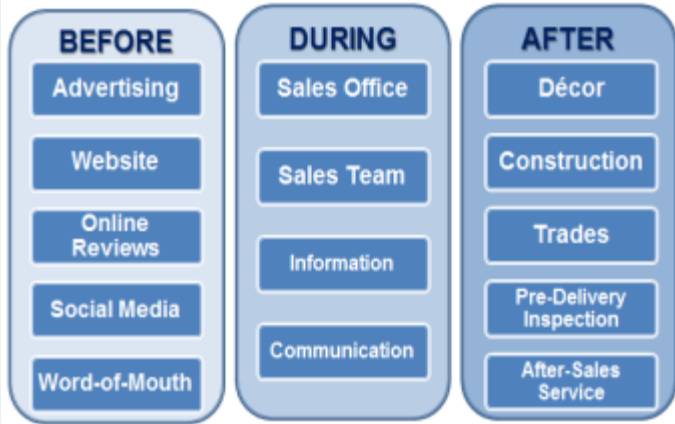 BEFORE
Advertising
Website
Online
Reviews
Social Media
Word-of-Mouth
DURING
Sales Office
Sales Team
Information
Communication
AFTER
Décor
Construction
Trades
Pre-Delivery
Inspection
After-Sales
Service